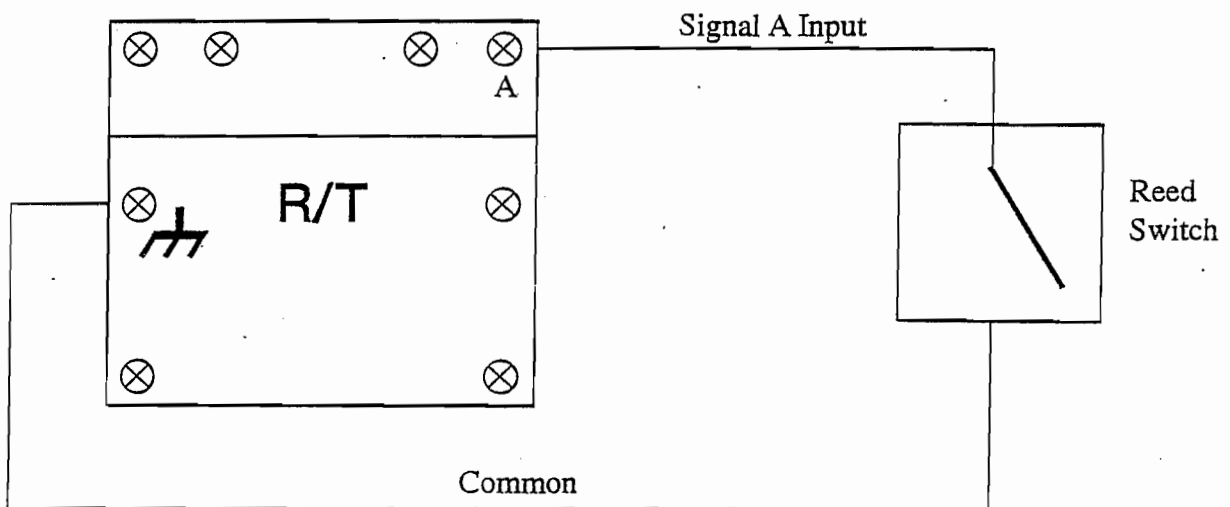 Signal A Input
A
R/T
Reed
Switch
Common